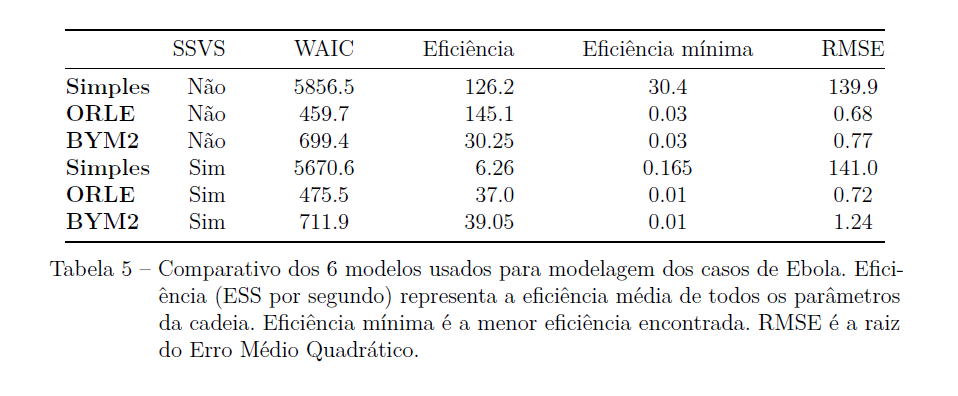 SSVS WAIC Eficiência Eficiência mínima RMSE
Simples Não 5856.5 126.2 30.4 139.9
ORLE Não 459.7 145.1 0.03 0.68
BYM2 Não 699.4 30.25 0.03 0.77
Simples Sim 5670.6 6.26 0.165 141.0
ORLE Sim 475.5 37.0 0.01 0.72
BYM2 Sim 711.9 39.05 0.01 1.24
Tabela 5 – Comparativo dos 6 modelos usados para modelagem dos casos de Ebola. Efici-
ência (ESS por segundo) representa a eficiência média de todos os parâmetros
da cadeia. Eficiência mínima é a menor eficiência encontrada. RMSE é a raiz
do Erro Médio Quadrático.